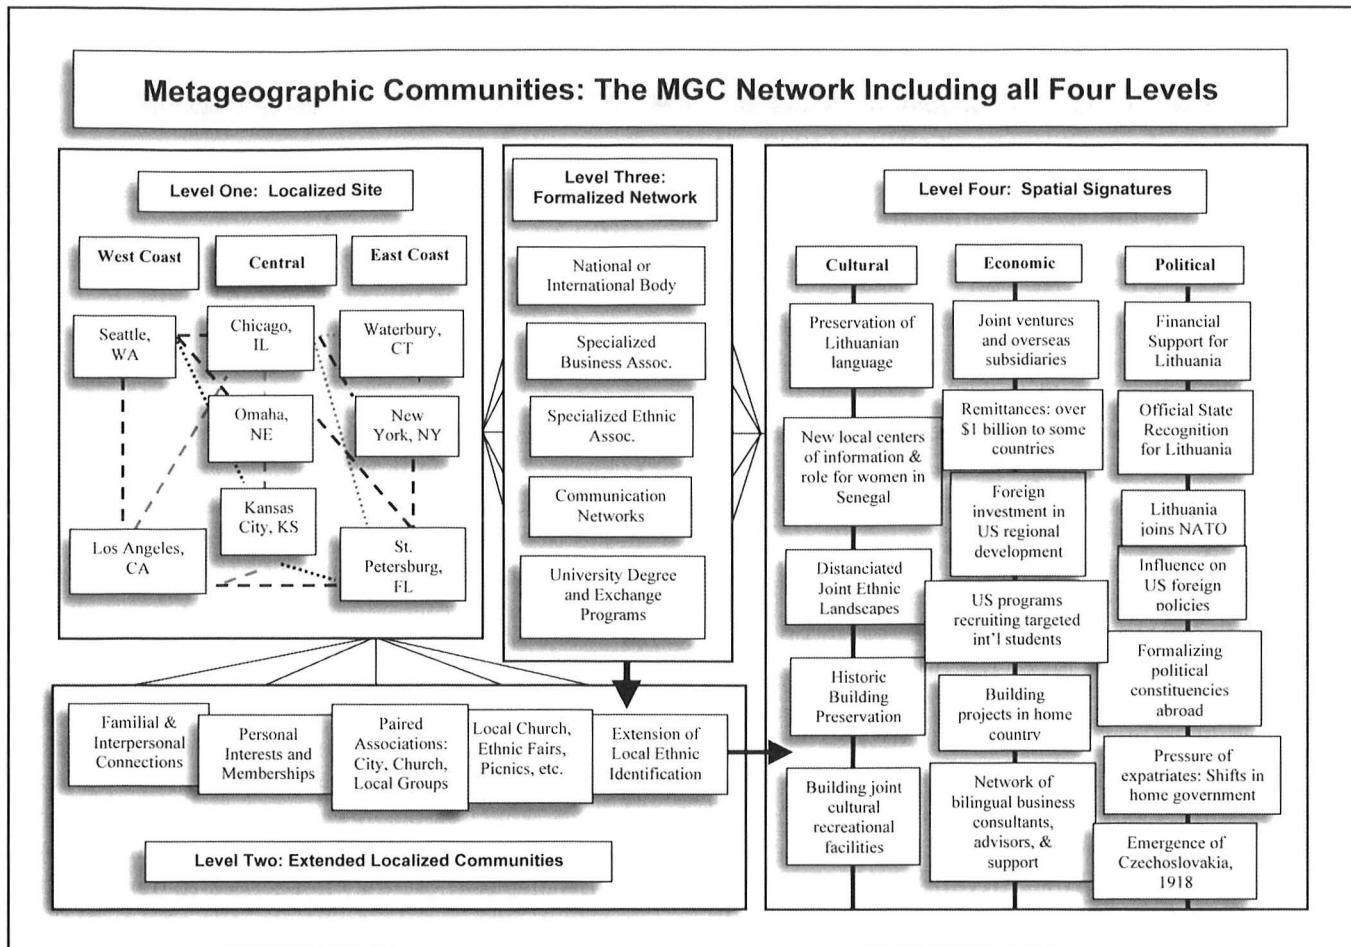 Metageographic Communities: The MGC Network Including all Four Levels
Level One: Localized Site
West Coast
Central
East Coast
Seattle,
WA
Chicago,
IL
Waterbury,
CT
Omaha,
NE
New
York, NY
Kansas
City, KS
Los Angeles,
CA
St.
Petersburg,
FL
Level Three:
Formalized Network
National or
International Body
Specialized
Business Assoc.
Specialized Ethnic
Assoc.
Communication
Networks
University Degree
and Exchange
Programs
Level Four: Spatial Signatures
Cultural
Preservation of
Lithuanian
language
New local centers
of information &
role for women in
Senegal
Distanciated
Joint Ethnic
Landscapes
Historic
Building
Preservation
Building joint
cultural
recreational
facilities
Economic
Joint ventures
and overseas
subsidiaries
Remittances: over
$1 billion to some
countries
Foreign
investment in
US regional
development
US programs
recruiting targeted
int'l students
Building
projects in home
country
Network of
bilingual business
consultants,
advisors, &
support
Political
Financial
Support for
Lithuania
Official State
Recognition
for Lithuania
Lithuania
joins NATO
Influence on
US foreign
policies
Formalizing
political
constituencies
abroad
Pressure of
expatriates: Shifts in
home government
Emergence of
Czechoslovakia,
1918
Familial &
Interpersonal
Connections
Personal
Interests and
Memberships
Paired
Associations:
City, Church,
Local Groups
Local Church,
Ethnic Fairs,
Picnics, etc.
Extension of
Local Ethnic
Identification
Level Two: Extended Localized Communities